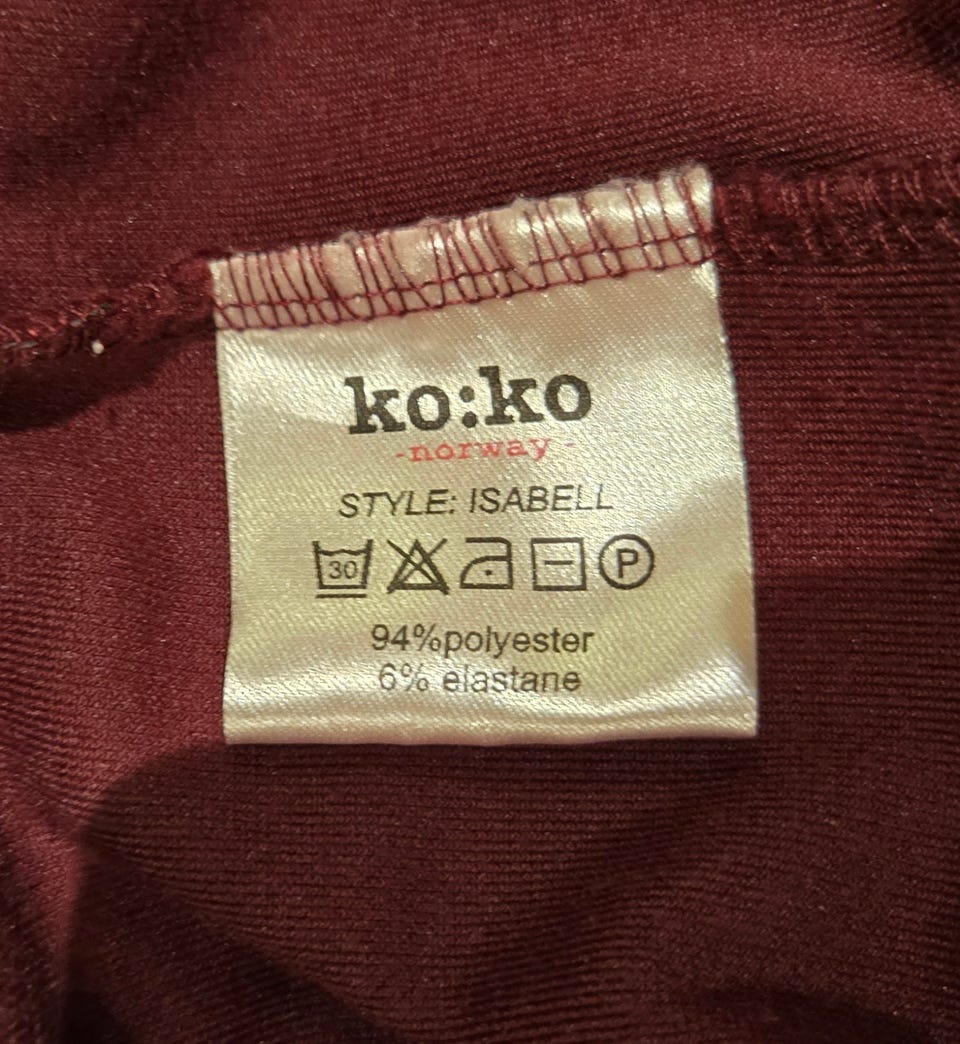 ko:ko
-norway -
STYLE: ISABELL
30 P
94%polyester
6% elastane